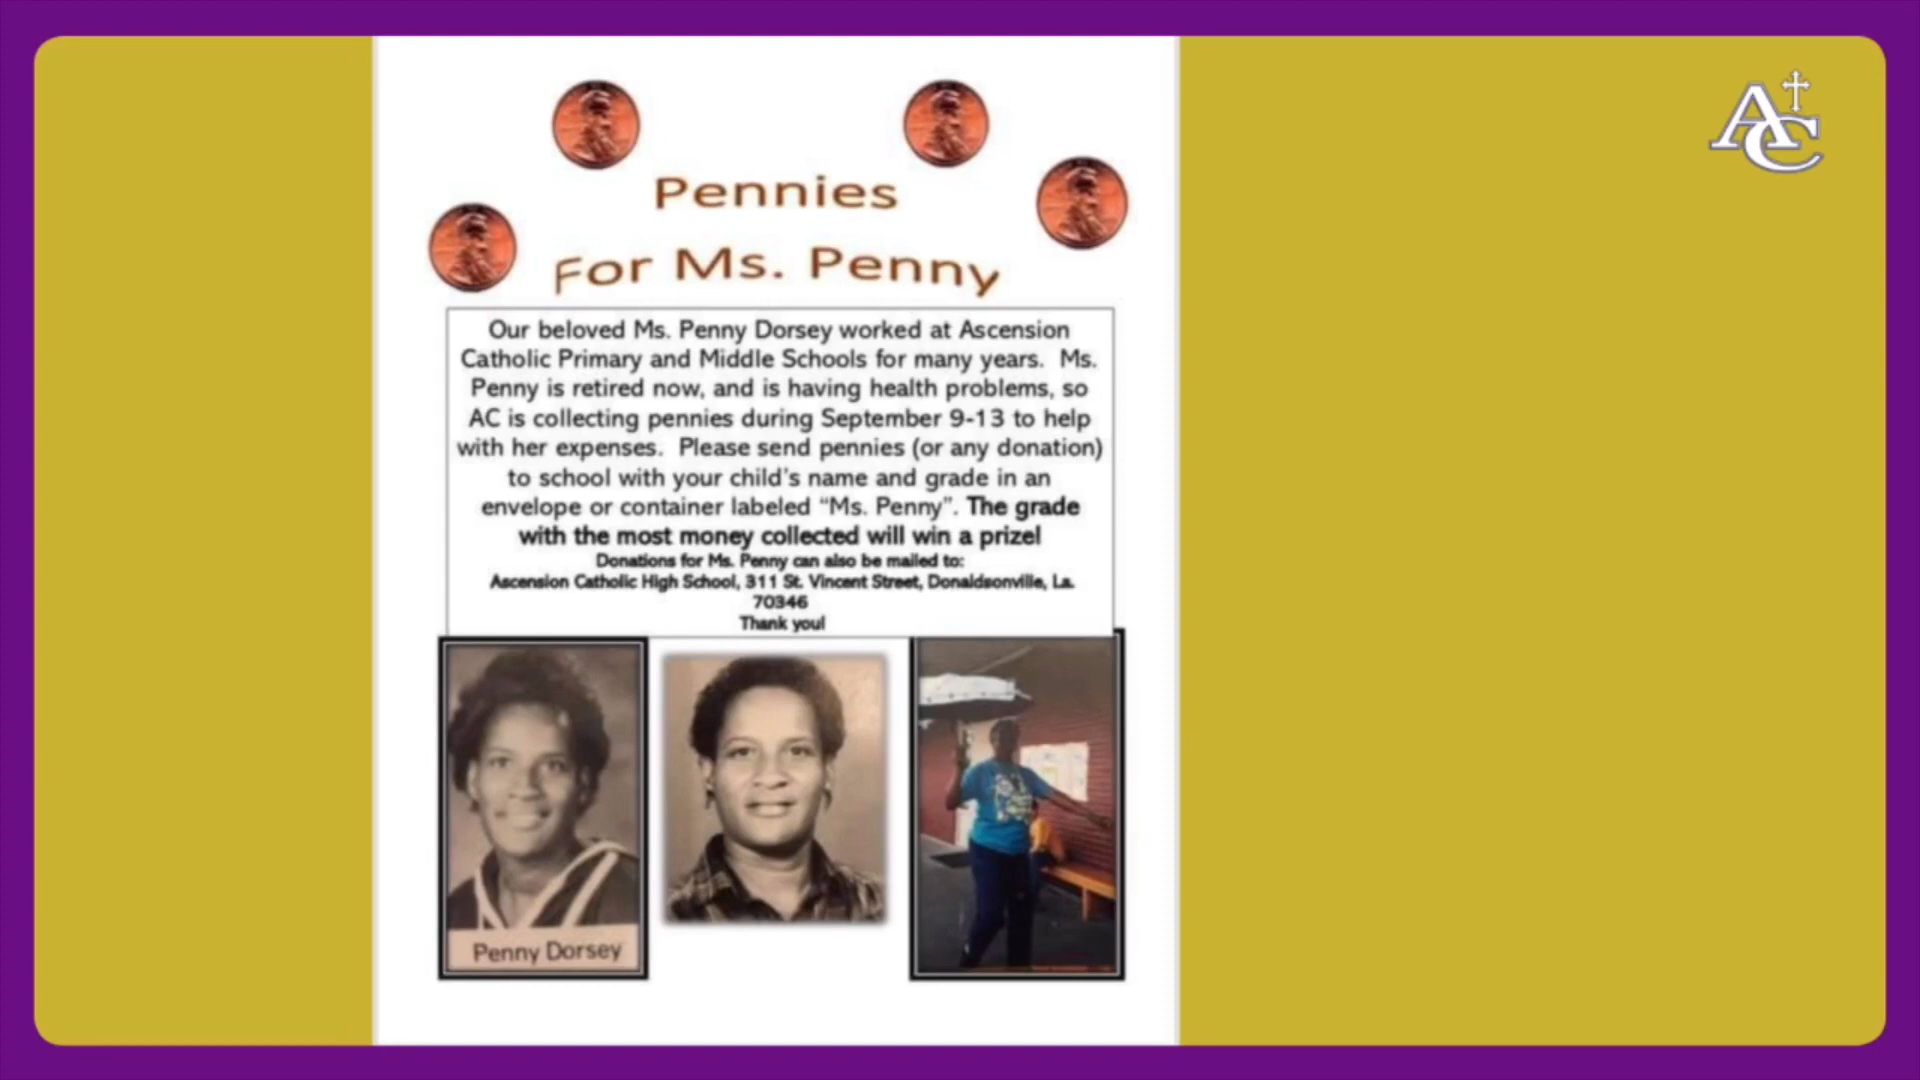 AC
Pennies
For Ms. Penny
Our beloved Ms. Penny Dorsey worked at Ascension
Catholic Primary and Middle Schools for many years. Ms.
Penny is retired now, and is having health problems, so
AC is collecting pennies during September 9-13 to help
with her expenses. Please send pennies (or any donation)
to school with your child's name and grade in an
envelope or container labeled “Ms. Penny”. The grade
with the most money collected will win a prize!
Donations for Ms. Penny can also be mailed to:
Ascension Catholic High School, 311 St. Vincent Street, Donaldsonville, La.
70346
Thank you!
Penny Dorsey